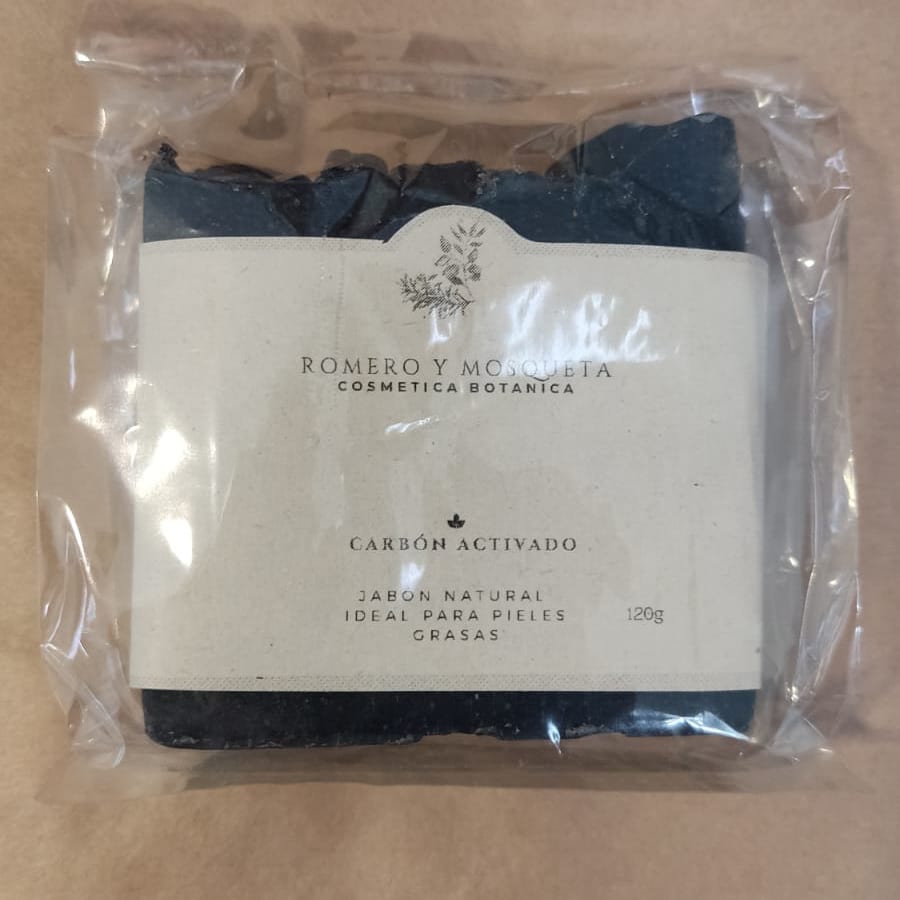 ROMERO Y MOSQUETA
COSMETICA BOTANICA
CARBÓN ACTIVADO
JABON NATURAL
IDEAL PARA PIELES
GRASAS
120g